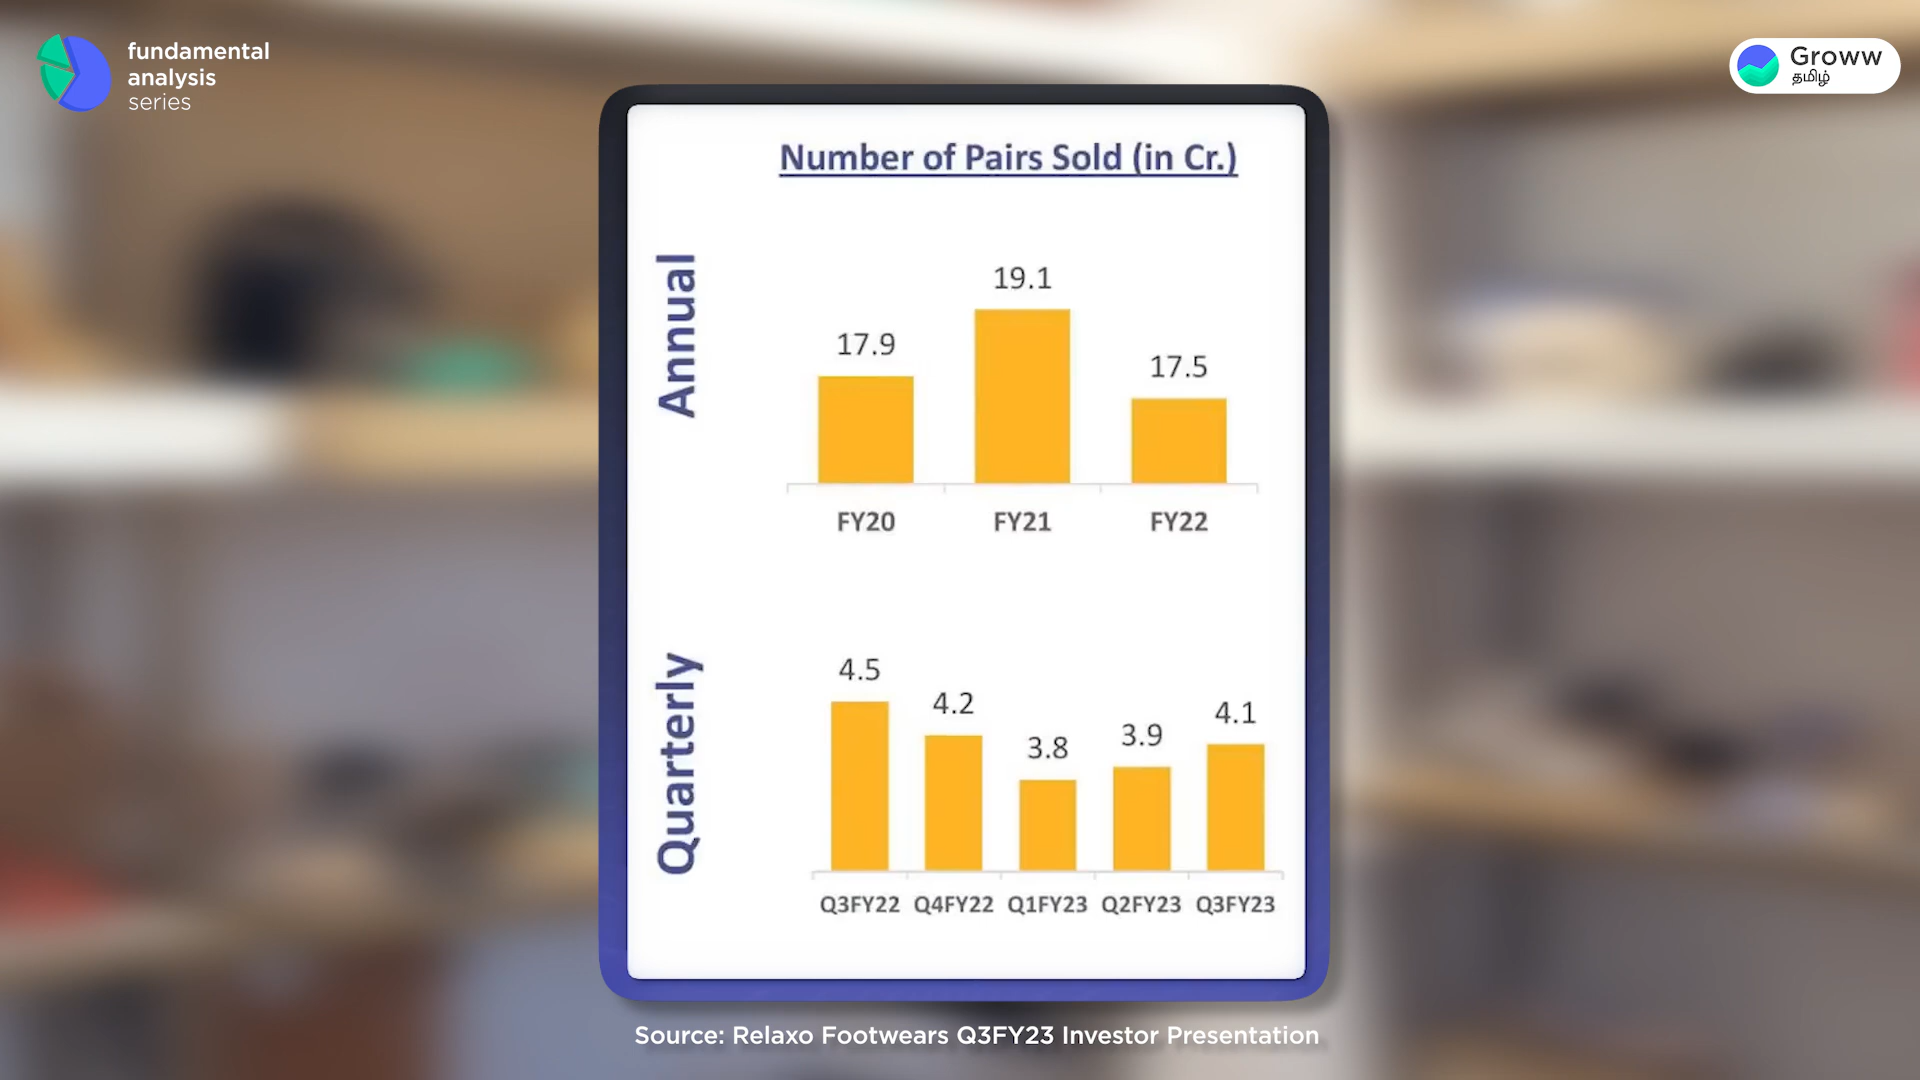 fundamental
analysis
series
Groww
தமிழ்
Number of Pairs Sold (in Cr.)
Annual
19.1
17.9
17.5
FY20 FY21 FY22
Quarterly
4.5
4.2
3.8
3.9
4.1
Q3FY22 Q4FY22 Q1FY23 Q2FY23 Q3FY23
Source: Relaxo Footwears Q3FY23 Investor Presentation